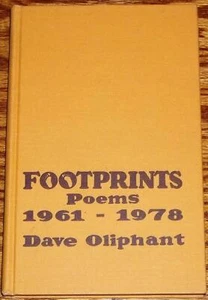 FOOTPRINTS
Poems
1961 - 1978
Dave Oliphant